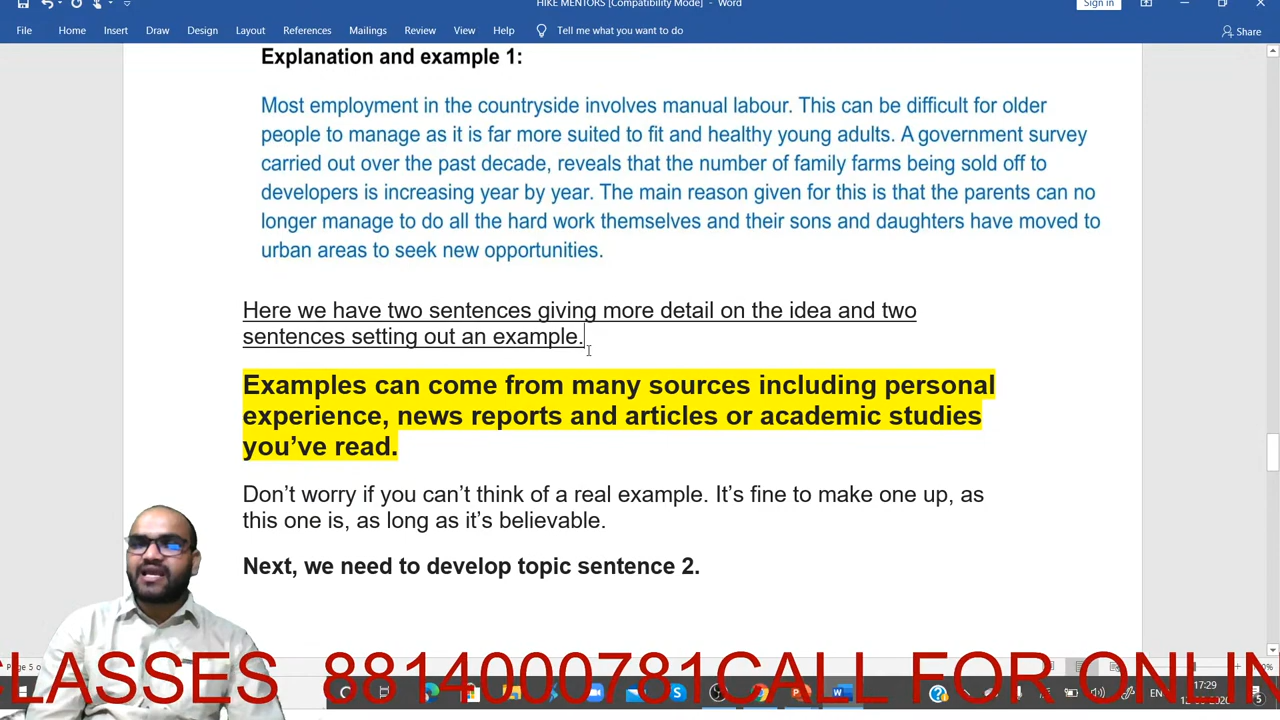 HIKE MENTORS [Compatibility Mode] - Word
Sign in
File Home Insert Draw Design Layout References Mailings Review View Help Tell me what you want to do
Share
Explanation and example 1:
Most employment in the countryside involves manual labour. This can be difficult for older
people to manage as it is far more suited to fit and healthy young adults. A government survey
carried out over the past decade, reveals that the number of family farms being sold off to
developers is increasing year by year. The main reason given for this is that the parents can no
longer manage to do all the hard work themselves and their sons and daughters have moved to
urban areas to seek new opportunities.
Here we have two sentences giving more detail on the idea and two
sentences setting out an example.
Examples can come from many sources including personal
experience, news reports and articles or academic studies
you’ve read.
Don’t worry if you can’t think of a real example. It’s fine to make one up, as
this one is, as long as it’s believable.
Next, we need to develop topic sentence 2.
CLASSES 8814000781CALL FOR ONLIN
Page 5 o
17:29